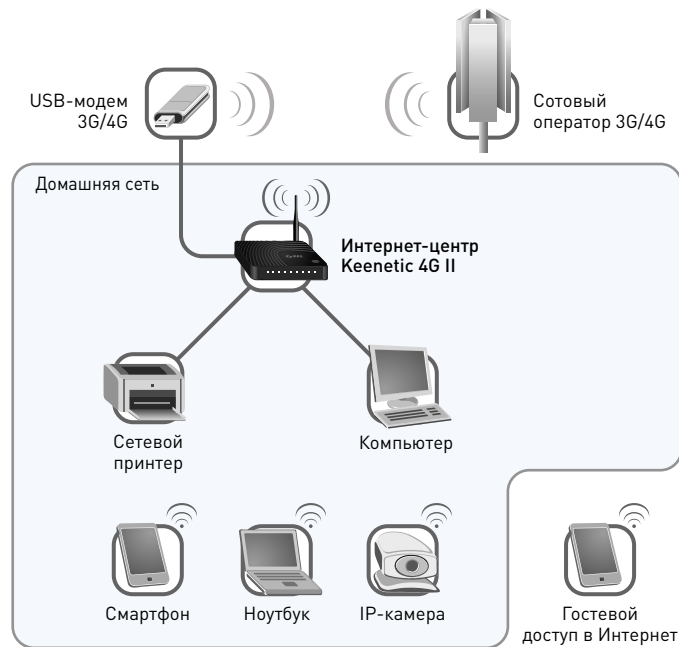 USB-модем
3G/4G
Сотовый
оператор 3G/4G
Домашняя сеть
Интернет-центр
Keenetic 4G II
Сетевой
принтер
Компьютер
Смартфон
Ноутбук
IP-камера
Гостевой
доступ в Интернет